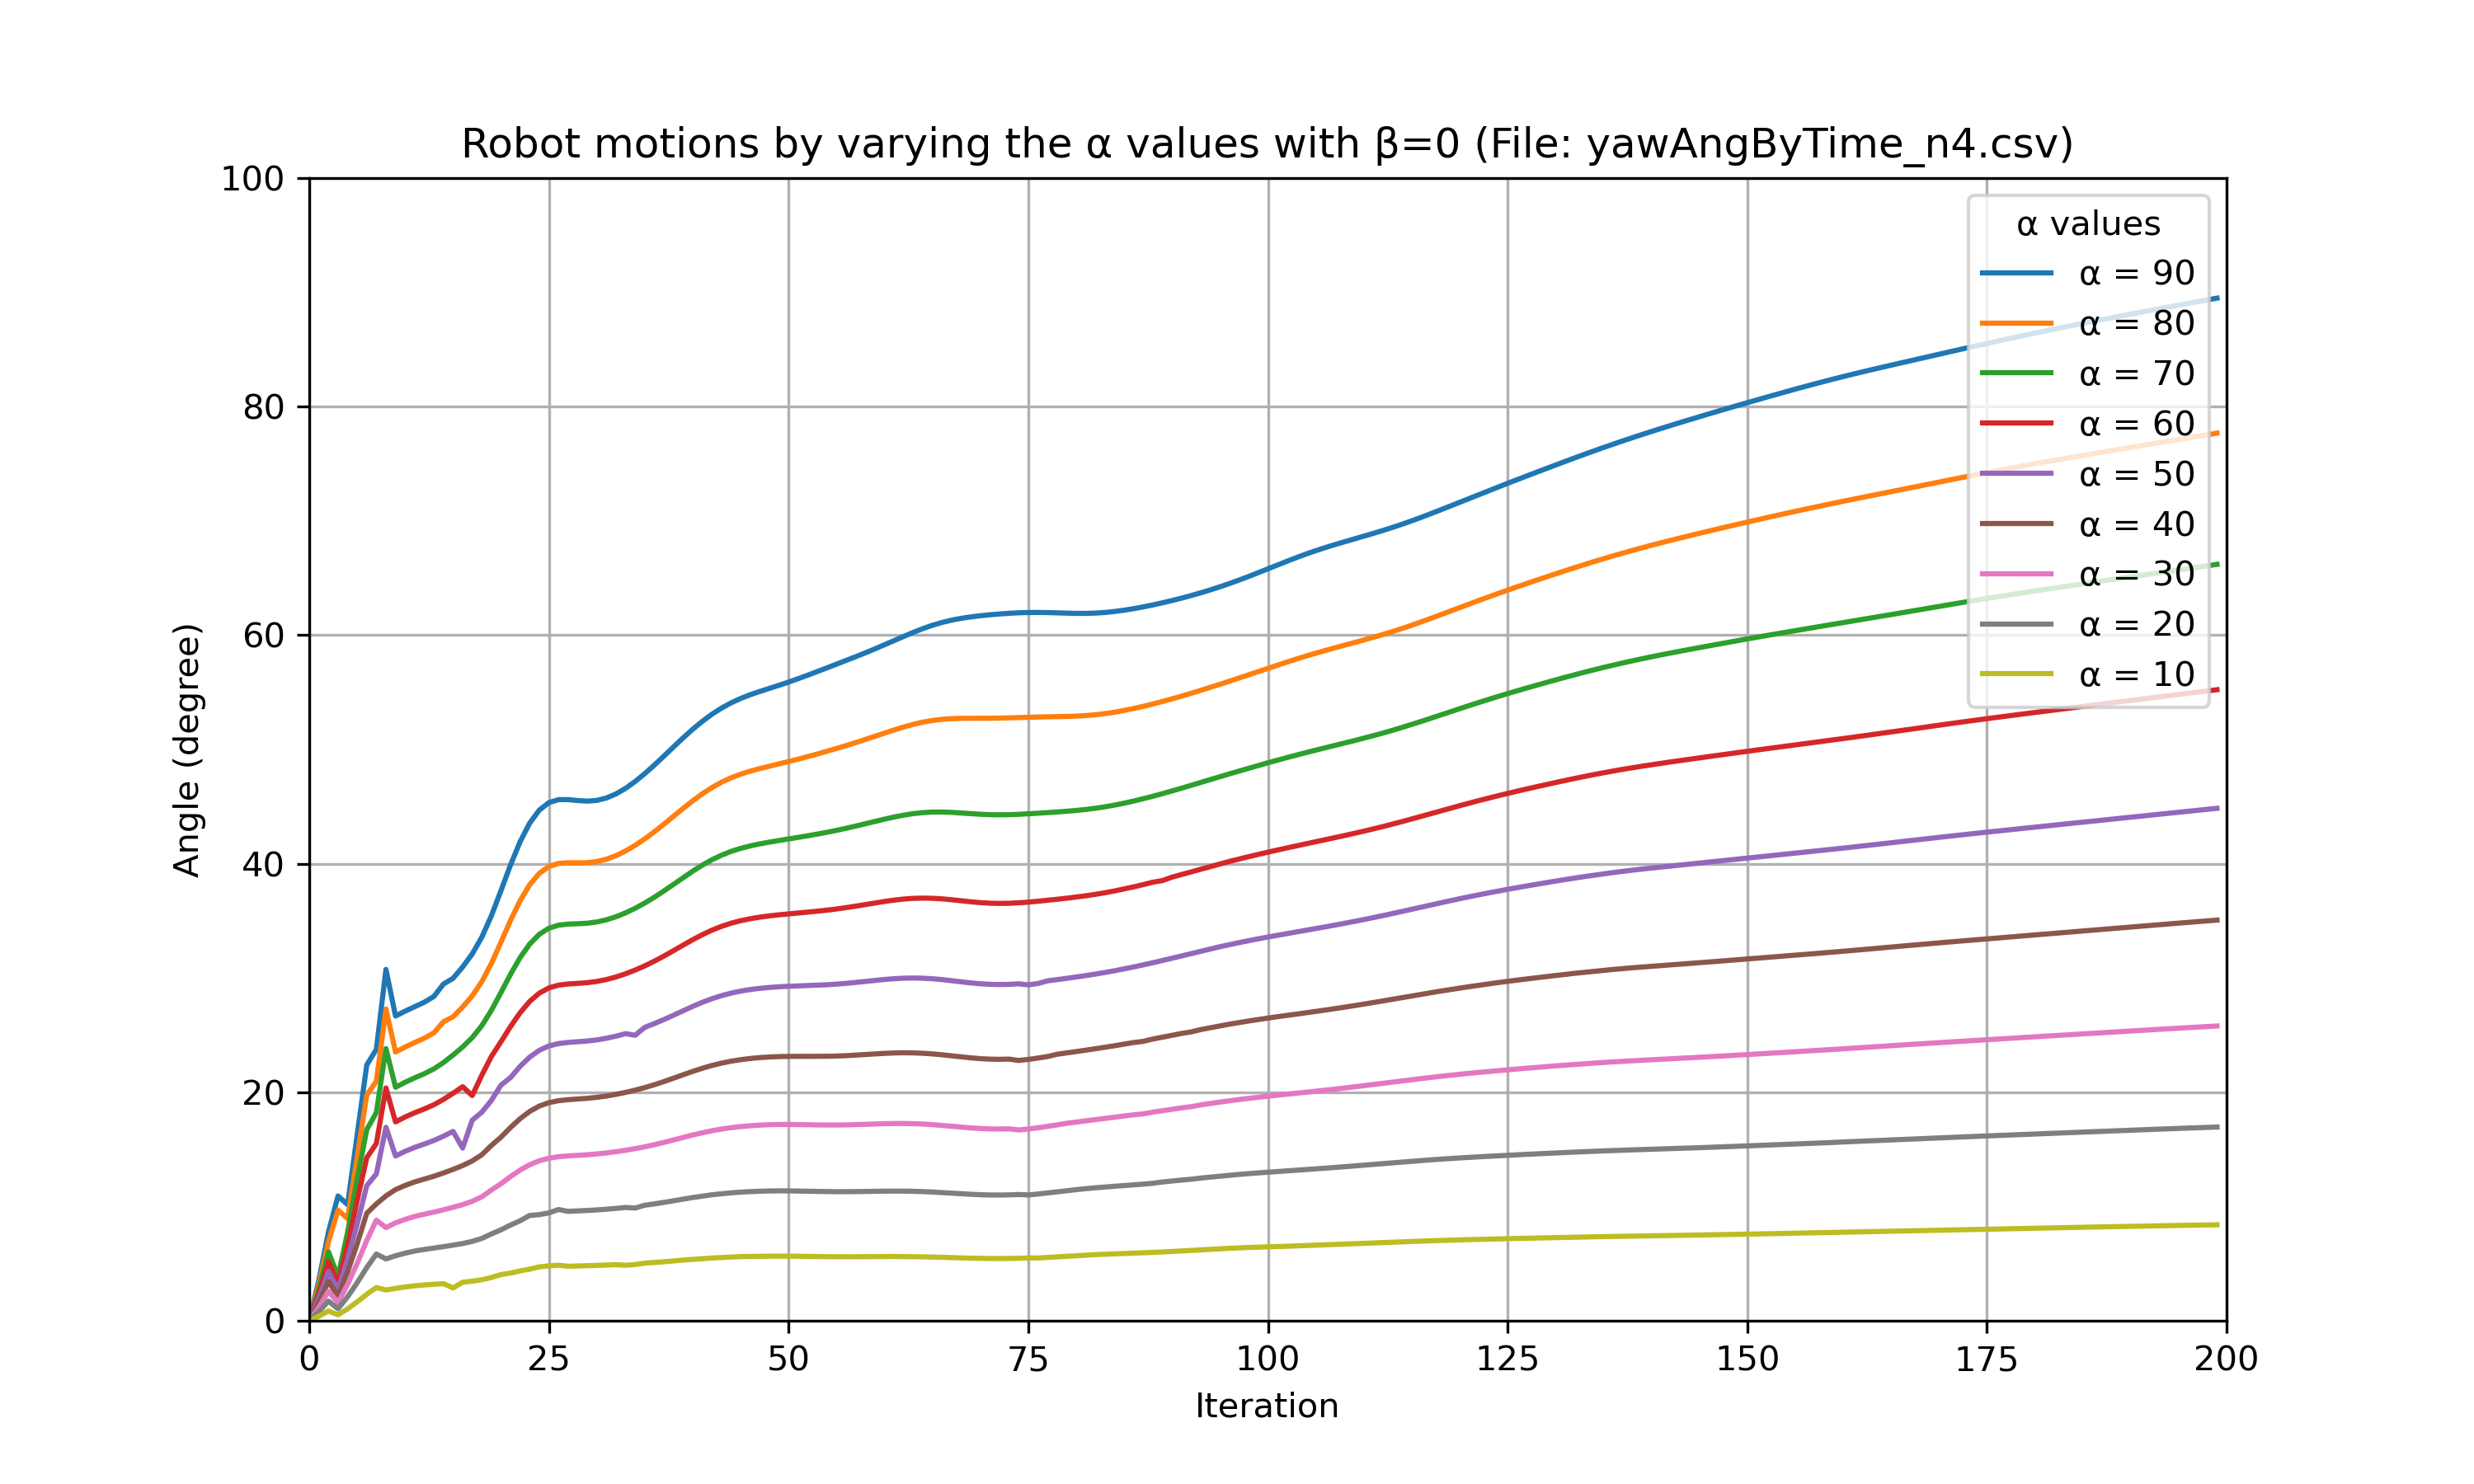 Robot motions by varying the α values with β=0 (File: yawAngByTime_n4.csv)
100
80
60
40
20
0
Angle (degree)
α values
α = 90
α = 80
α = 70
α = 60
α = 50
α = 40
α = 30
α = 20
α = 10
0 25 50 75 100 125 150 175 200
Iteration